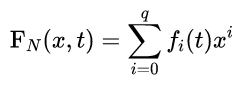 F_N(x, t) = \sum_{i=0}^{q} f_i(t)x^i